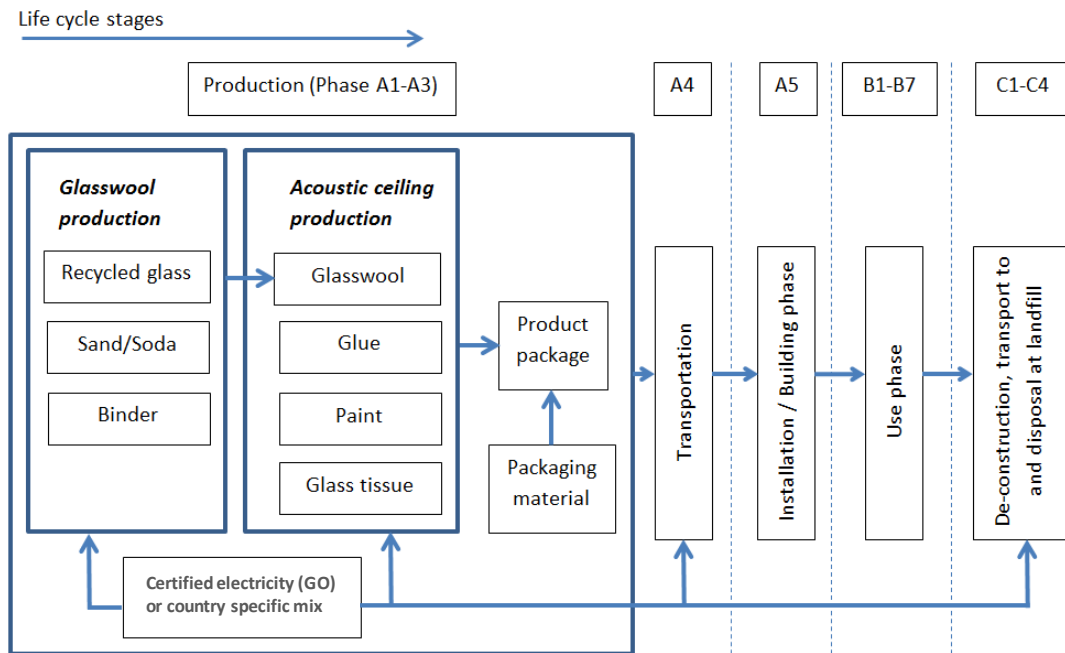 Life cycle stages
Production (Phase A1-A3)
A4
A5
B1-B7
C1-C4
Glasswool
production
Recycled glass
Sand/Soda
Binder
Acoustic ceiling
production
Glasswool
Glue
Paint
Glass tissue
Product
package
Packaging
material
Certified electricity (GO)
or country specific mix
Transportation
Installation / Building phase
Use phase
De-construction, transport to
and disposal at landfill